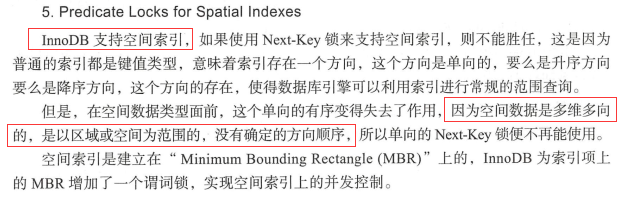 5. Predicate Locks for Spatial Indexes
InnoDB 支持空间索引，如果使用 Next-Key 锁来支持空间索引，则不能胜任，这是因为
普通的索引都是键值类型，意味着索引存在一个方向，这个方向是单向的，要么是升序方向
要么是降序方向，这个方向的存在，使得数据库引擎可以利用索引进行常规的范围查询。
但是，在空间数据类型面前，这个单向的有序变得失去了作用，因为空间数据是多维多向
的，是以区域或空间为范围的，没有确定的方向顺序，所以单向的 Next-Key 锁便不再能使用。
空间索引是建立在“ Minimum Bounding Rectangle (MBR)”上的，InnoDB 为索引项上
的 MBR 增加了一个谓词锁，实现空间索引上的并发控制。